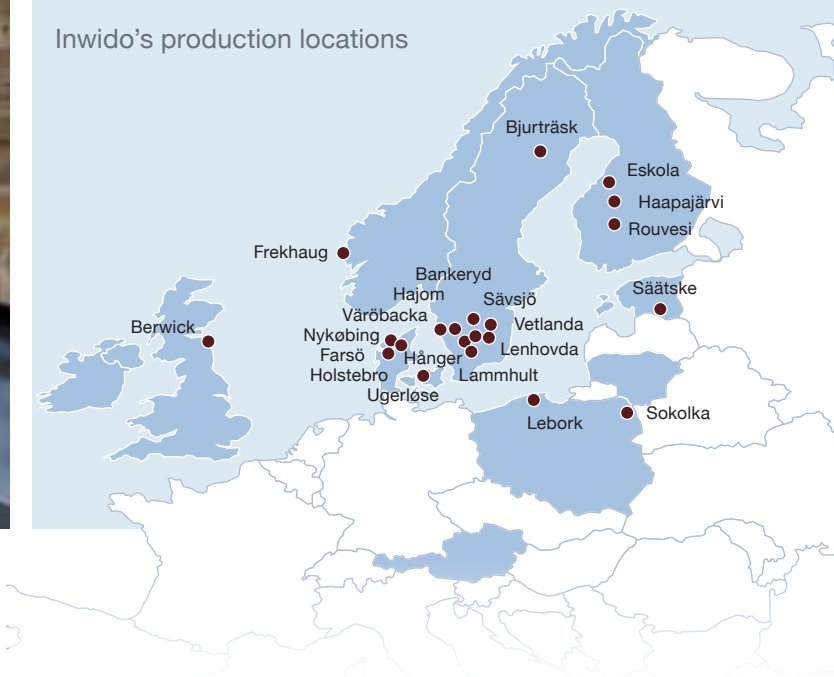 Inwido's production locations
Bjurträsk
Eskola
Haapajärvi
Rouvesi
Frekhaug
Bankeryd
Hajom
Sävsjö
Säätske
Väröbacka
Vetlanda
Berwick
Nykøbing
Lenhovda
Farsö
Hånger
Holstebro
Lammhult
Ugerløse
Lebork
Sokolka